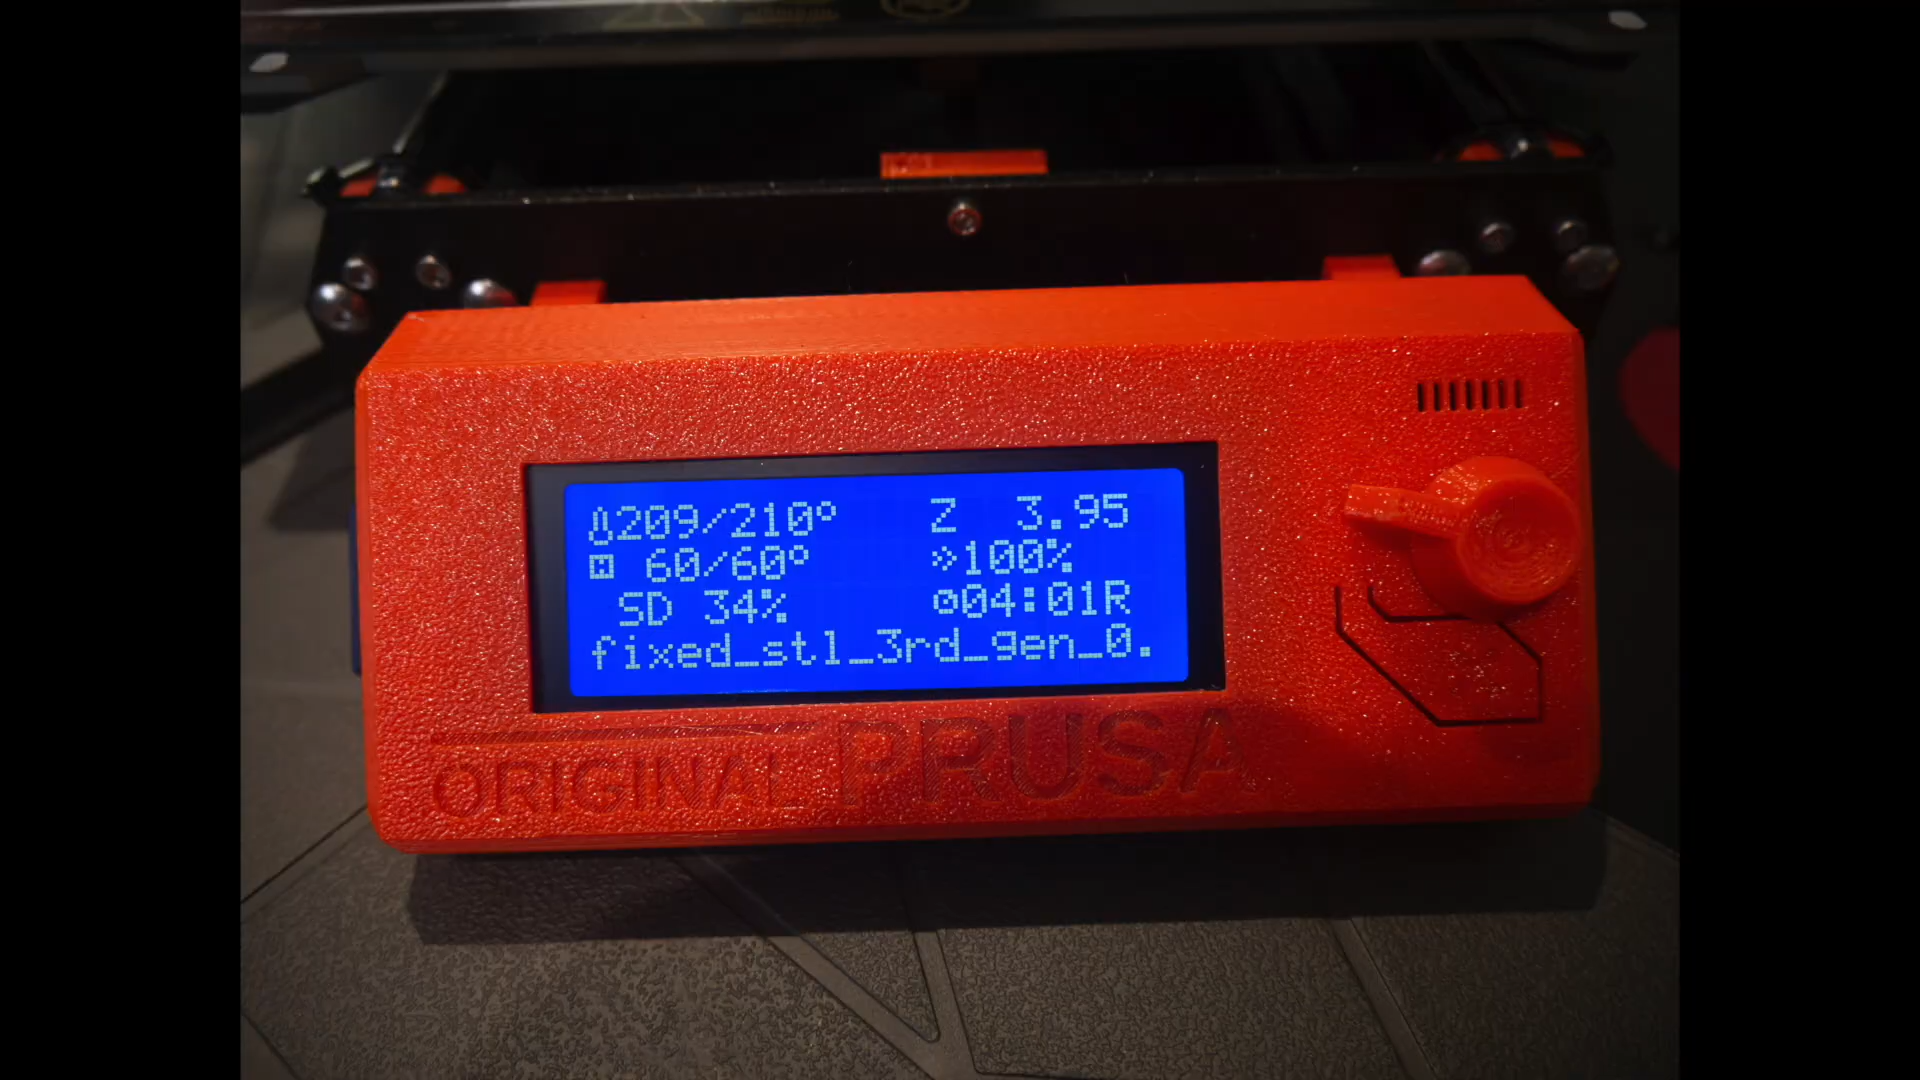 209/210° Z 3.95
60/60° 100%
SD 34% 04:01R
fixed_stl_3rd_gen_0.
ORIGINAL PRUSA